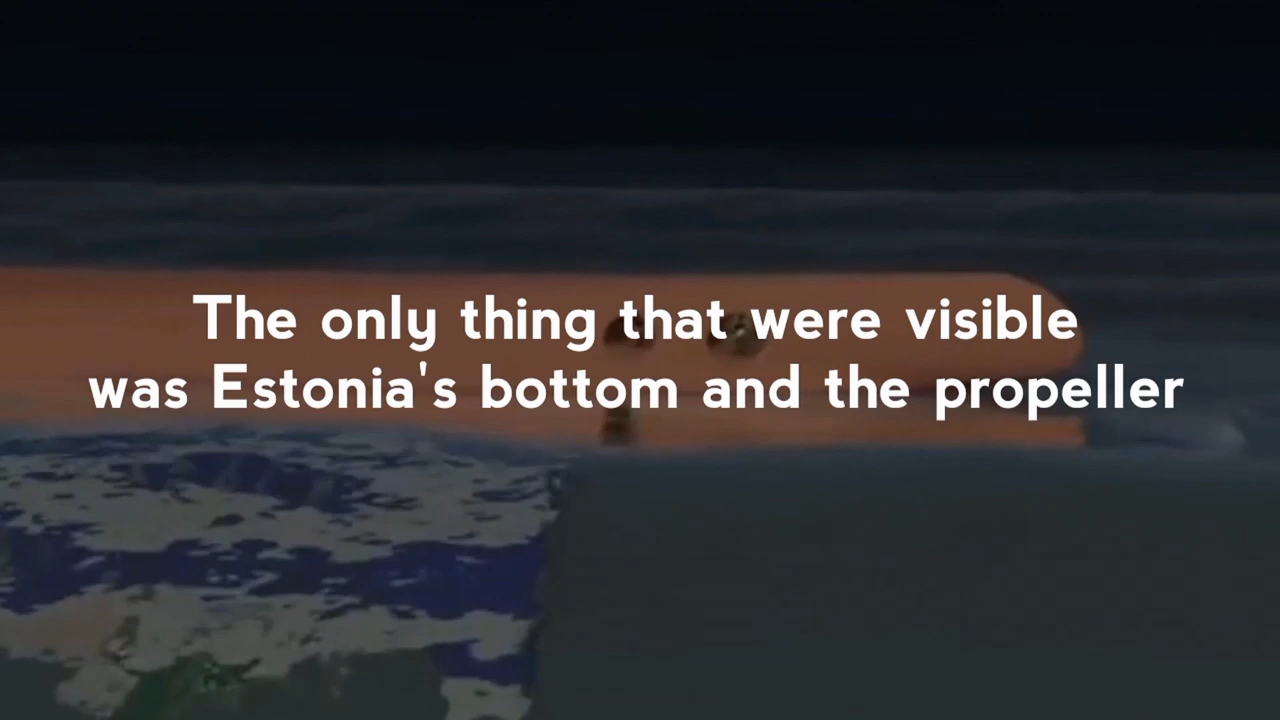 The only thing that were visible
was Estonia's bottom and the propeller